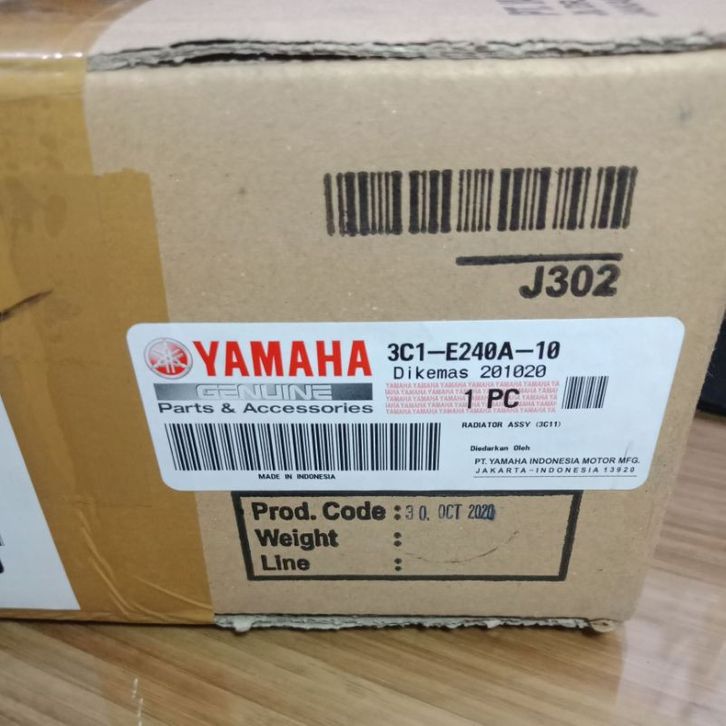 J302
YAMAHA
GENUINE
Parts & Accessories
3C1-E240A-10
Dikemas 201020
1 PC
RADIATOR ASSY (3C11)
Diedarkan Oleh
PT. YAMAHA INDONESIA MOTOR MFG.
JAKARTA-INDONESIA 13920
MADE IN INDONESIA
Prod. Code : 30. OCT 2020
Weight :
Line :